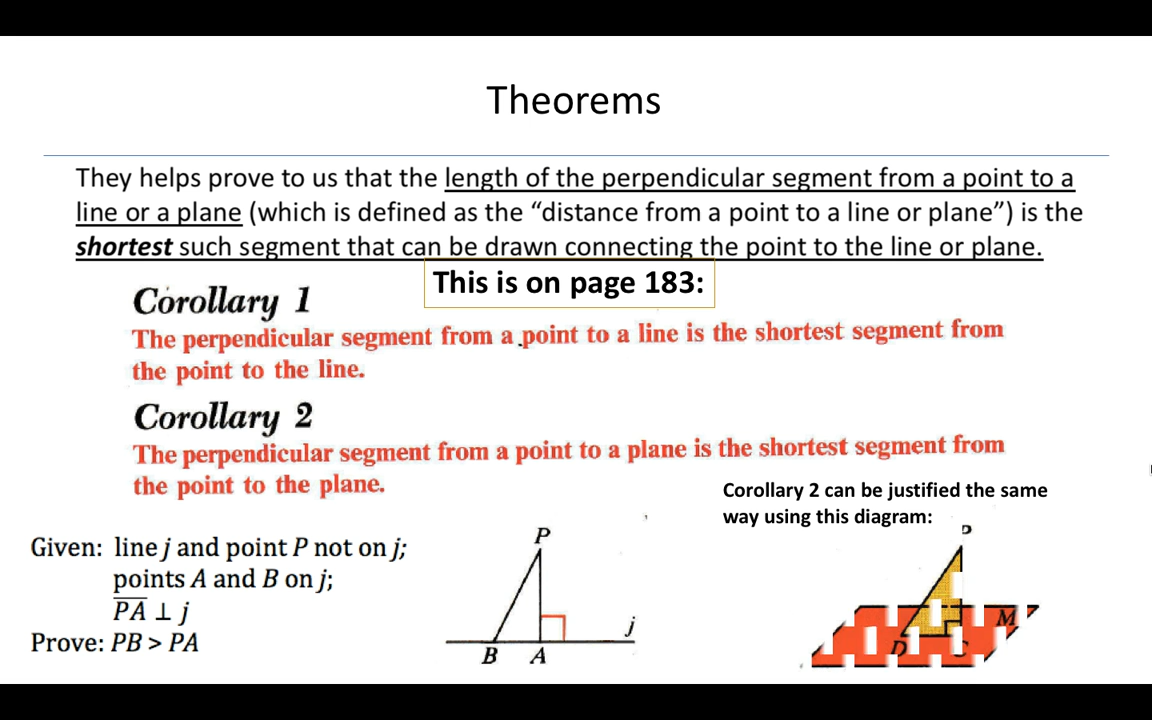 Theorems
They helps prove to us that the length of the perpendicular segment from a point to a
line or a plane (which is defined as the “distance from a point to a line or plane”) is the
shortest such segment that can be drawn connecting the point to the line or plane.
This is on page 183:
Corollary 1
The perpendicular segment from a point to a line is the shortest segment from
the point to the line.
Corollary 2
The perpendicular segment from a point to a plane is the shortest segment from
the point to the plane.
Corollary 2 can be justified the same
way using this diagram:
Given: line j and point P not on j;
points A and B on j;
PA ⊥ j
Prove: PB > PA
P
j
B A
P
M
D C